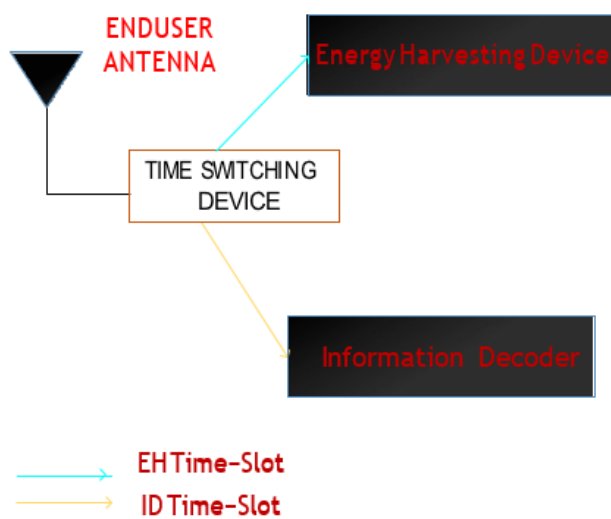 ENDUSER
ANTENNA
Energy Harvesting Device
TIME SWITCHING
DEVICE
Information Decoder
EH Time-Slot
ID Time-Slot